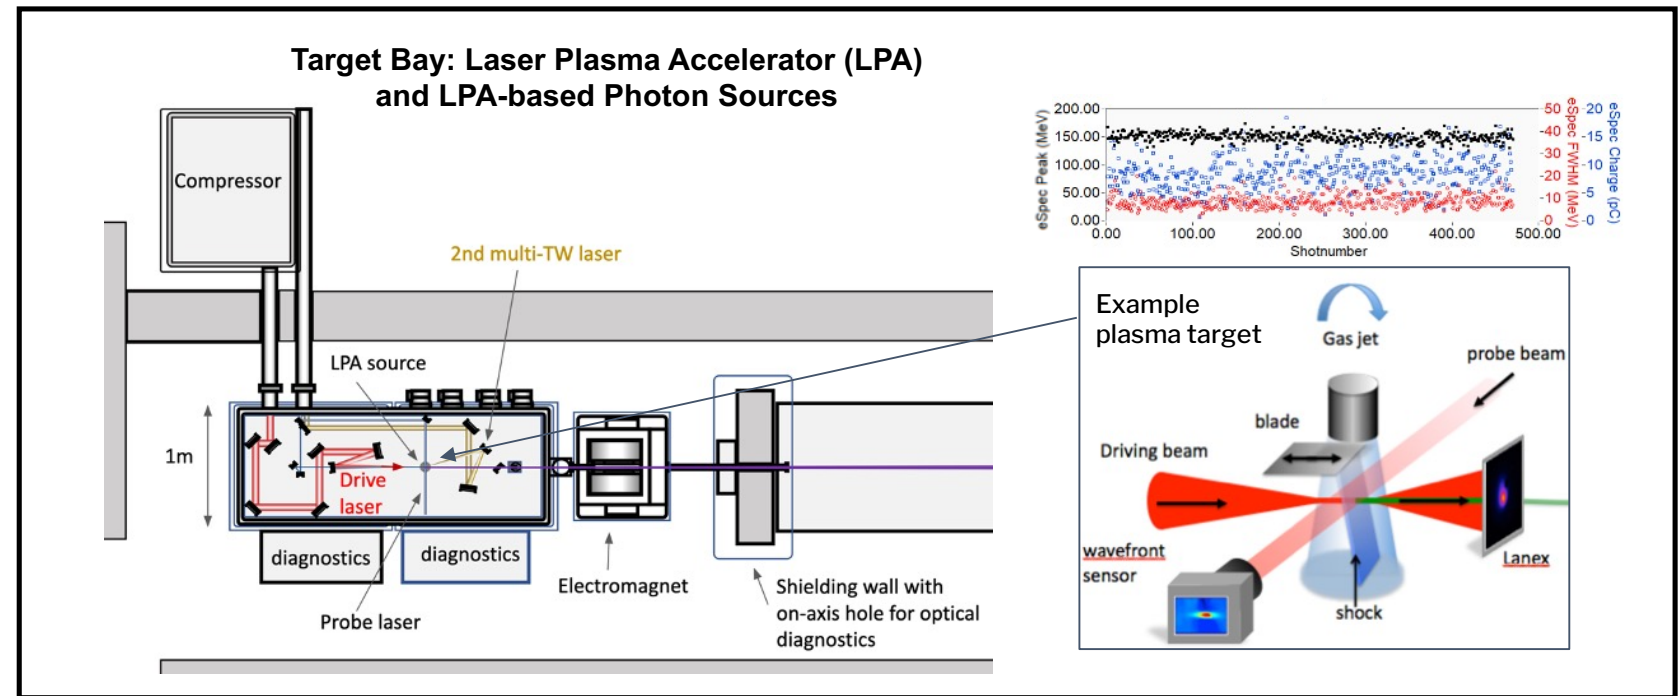 Target Bay: Laser Plasma Accelerator (LPA)
and LPA-based Photon Sources
Compressor
2nd multi-TW laser
LPA source
1m
Drive
laser
diagnostics
diagnostics
Probe laser
Electromagnet
Shielding wall with
on-axis hole for optical
diagnostics
eSpec Peak (MeV)
200.00
150.00
100.00
50.00
0.00
0.00
100.00
200.00
300.00
400.00
500.00
Shotnumber
50
40
30
20
10
0
eSpec FWHM (MeV)
20
15
10
5
0
eSpec Charge (pC)
Example
plasma target
Gas jet
probe beam
blade
Driving beam
wavefront
sensor
Lanex
shock